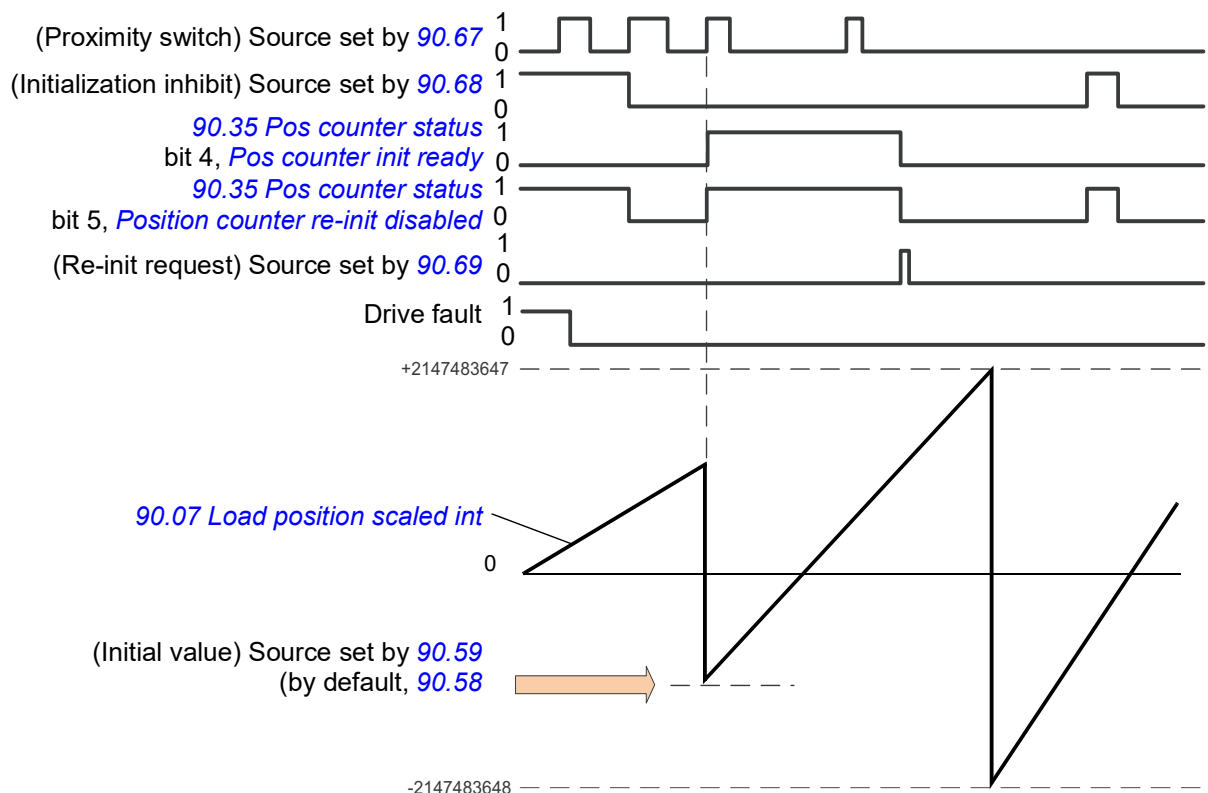 (Proximity switch) Source set by 90.67
1
0
(Initialization inhibit) Source set by 90.68
1
0
90.35 Pos counter status
bit 4, Pos counter init ready
1
0
90.35 Pos counter status
bit 5, Position counter re-init disabled
1
0
(Re-init request) Source set by 90.69
1
0
Drive fault
1
0
+2147483647
90.07 Load position scaled int
0
(Initial value) Source set by 90.59
(by default, 90.58
-2147483648